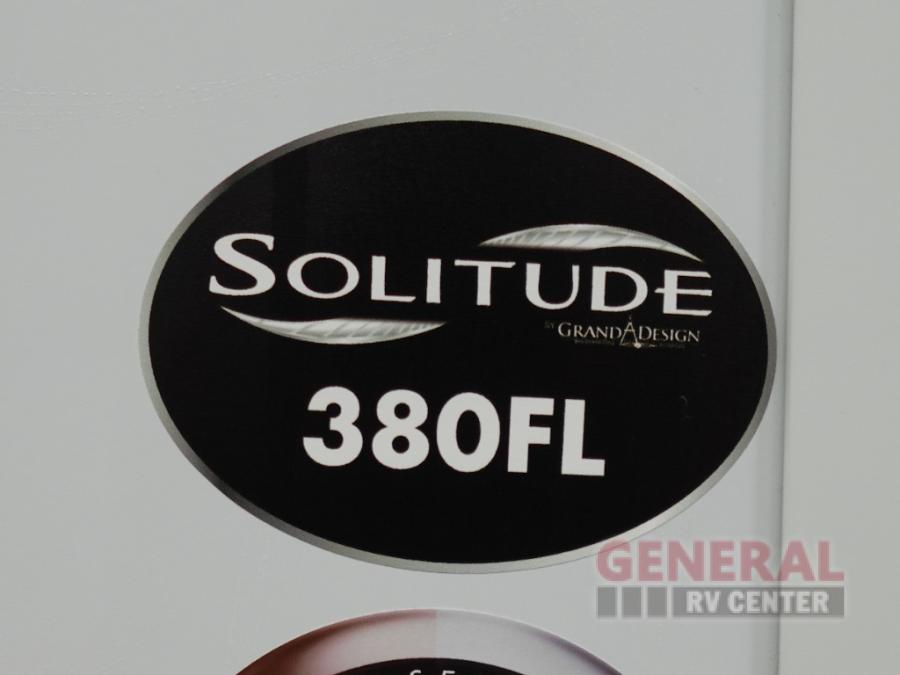 SOLITUDE
BY GRAND DESIGN
380FL
GENERAL
RV CENTER